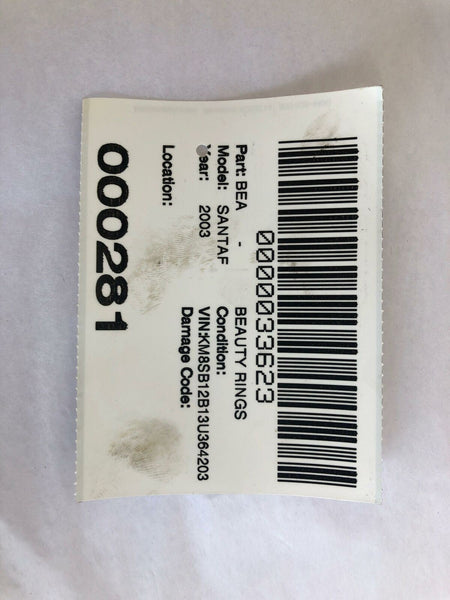 0000033623
Part: BEA - BEAUTY RINGS
Model: SANTAF Condition:
Year: 2003 VIN:KM8SB12B13U364203
Damage Code:
Location:
000281